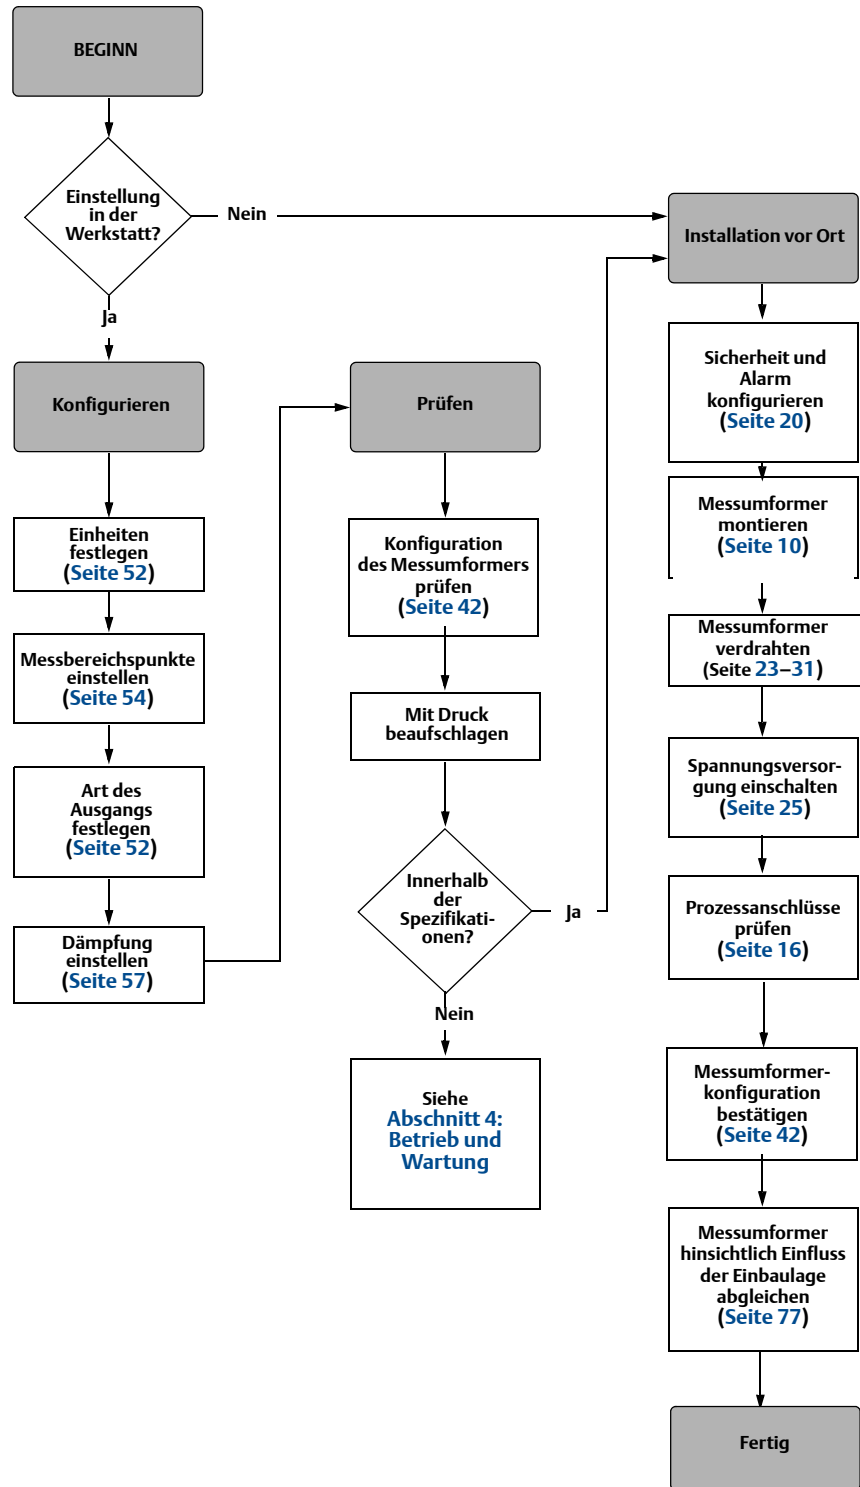 BEGINN
Einstellung
in der
Werkstatt?
Nein
Ja
Konfigurieren
Einheiten
festlegen
(Seite 52)
Messbereichspunkte
einstellen
(Seite 54)
Art des
Ausgangs
festlegen
(Seite 52)
Dämpfung
einstellen
(Seite 57)
Prüfen
Konfiguration
des Messumformers
prüfen
(Seite 42)
Mit Druck
beaufschlagen
Innerhalb
der
Spezifikati-
onen?
Ja
Nein
Siehe
Abschnitt 4:
Betrieb und
Wartung
Installation vor Ort
Sicherheit und
Alarm
konfigurieren
(Seite 20)
Messumformer
montieren
(Seite 10)
Messumformer
verdrahten
(Seite 23–31)
Spannungsversor-
gung einschalten
(Seite 25)
Prozessanschlüsse
prüfen
(Seite 16)
Messumformer-
konfiguration
bestätigen
(Seite 42)
Messumformer
hinsichtlich Einfluss
der Einbaulage
abgleichen
(Seite 77)
Fertig